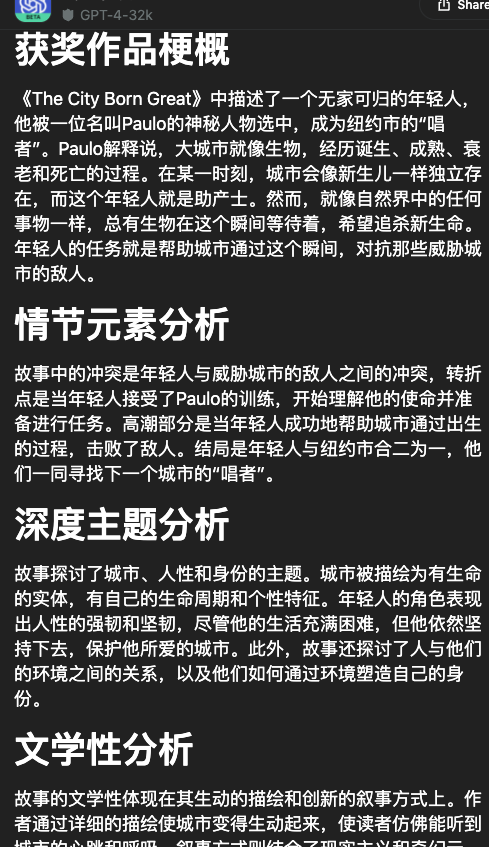 BETA
GPT-4-32k
Share
获奖作品梗概
《The City Born Great》中描述了一个无家可归的年轻人，
他被一位名叫Paulo的神秘人物选中，成为纽约市的“唱
者”。Paulo解释说，大城市就像生物，经历诞生、成熟、衰
老和死亡的过程。在某一时刻，城市会像新生儿一样独立存
在，而这个年轻人就是助产士。然而，就像自然界中的任何
事物一样，总有生物在这个瞬间等待着，希望追杀新生命。
年轻人的任务就是帮助城市通过这个瞬间，对抗那些威胁城
市的敌人。
情节元素分析
故事中的冲突是年轻人与威胁城市的敌人之间的冲突，转折
点是当年轻人接受了Paulo的训练，开始理解他的使命并准
备进行任务。高潮部分是当年轻人成功地帮助城市通过出生
的过程，击败了敌人。结局是年轻人与纽约市合二为一，他
们一同寻找下一个城市的“唱者”。
深度主题分析
故事探讨了城市、人性和身份的主题。城市被描绘为有生命
的实体，有自己的生命周期和个性特征。年轻人的角色表现
出人性的强韧和坚韧，尽管他的生活充满困难，但他依然坚
持下去，保护他所爱的城市。此外，故事还探讨了人与他们
的环境之间的关系，以及他们如何通过环境塑造自己的身
份。
文学性分析
故事的文学性体现在其生动的描绘和创新的叙事方式上。作
者通过详细的描绘使城市变得生动起来，使读者仿佛能听到
城市的心跳和呼吸。叙事方式则结合了现实主义和奇幻元